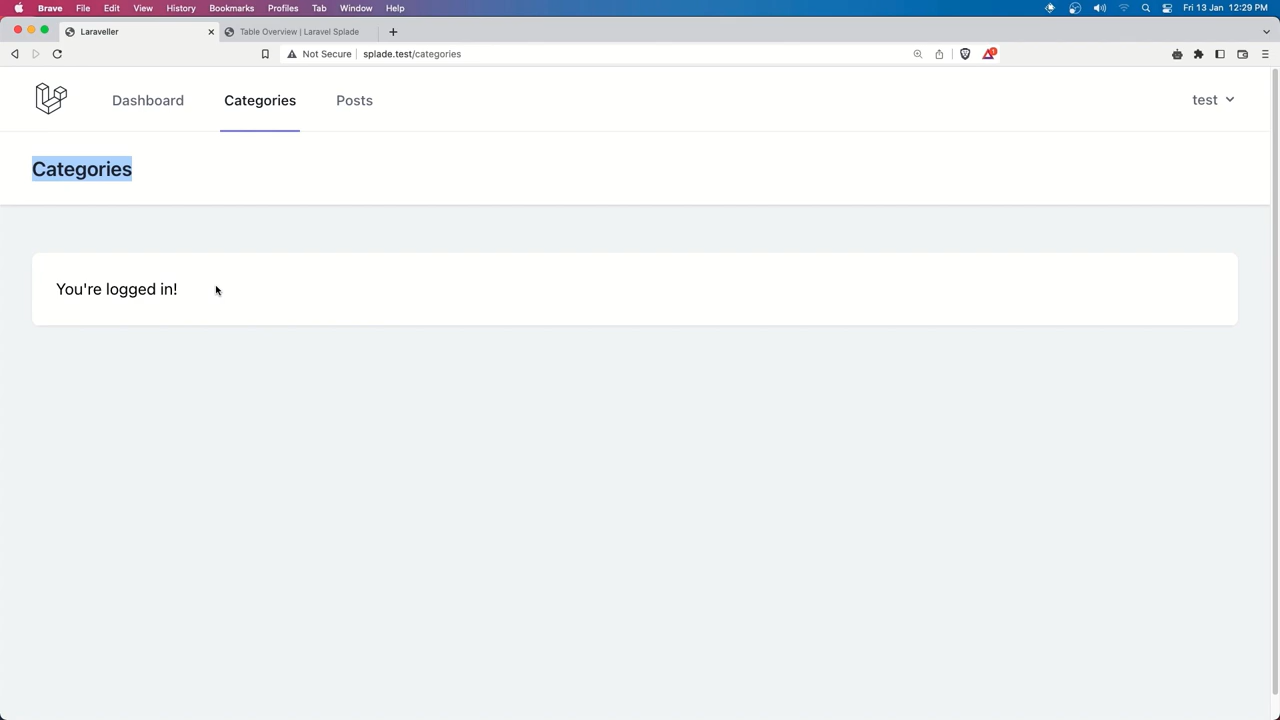 Brave File Edit View History Bookmarks Profiles Tab Window Help Fri 13 Jan 12:29 PM
Laraveller Table Overview | Laravel Splade
Not Secure splade.test/categories 1
Dashboard Categories Posts test
Categories
You're logged in!